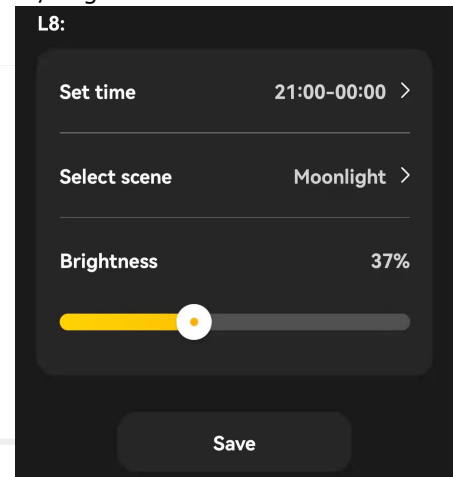 L8:
Set time 21:00-00:00 >
Select scene Moonlight >
Brightness 37%
Save